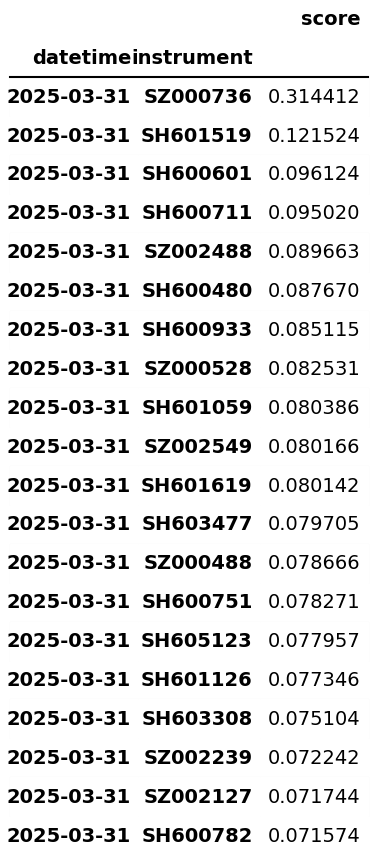 score
datetime instrument
2025-03-31 SZ000736 0.314412
2025-03-31 SH601519 0.121524
2025-03-31 SH600601 0.096124
2025-03-31 SH600711 0.095020
2025-03-31 SZ002488 0.089663
2025-03-31 SH600480 0.087670
2025-03-31 SH600933 0.085115
2025-03-31 SZ000528 0.082531
2025-03-31 SH601059 0.080386
2025-03-31 SZ002549 0.080166
2025-03-31 SH601619 0.080142
2025-03-31 SH603477 0.079705
2025-03-31 SZ000488 0.078666
2025-03-31 SH600751 0.078271
2025-03-31 SH605123 0.077957
2025-03-31 SH601126 0.077346
2025-03-31 SH603308 0.075104
2025-03-31 SZ002239 0.072242
2025-03-31 SZ002127 0.071744
2025-03-31 SH600782 0.071574